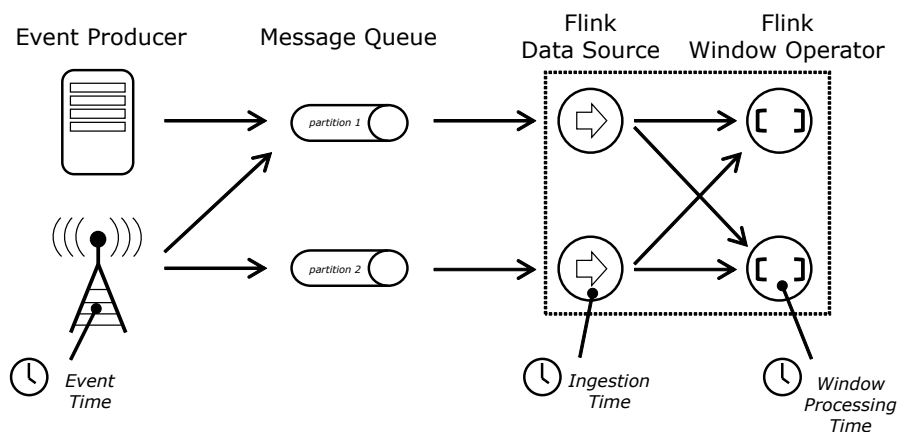 Event Producer
Message Queue
Flink
Data Source
Flink
Window Operator
partition 1
partition 2
Event
Time
Ingestion
Time
Window
Processing
Time